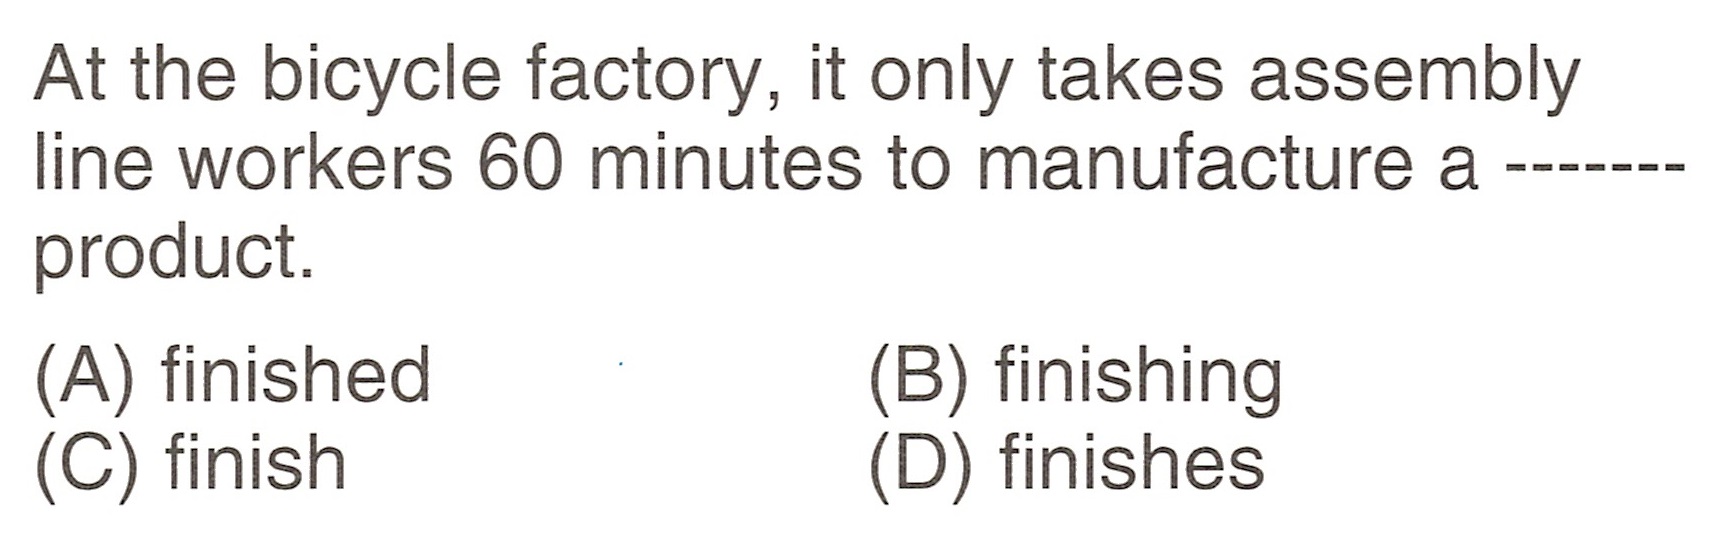 At the bicycle factory, it only takes assembly
line workers 60 minutes to manufacture a -------
product.
(A) finished (B) finishing
(C) finish (D) finishes